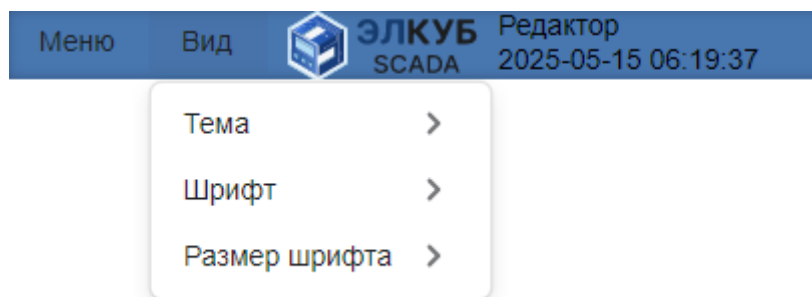 Меню
Вид
ЭЛКУБ
SCADA
Редактор
2025-05-15 06:19:37
Тема
Шрифт
Размер шрифта